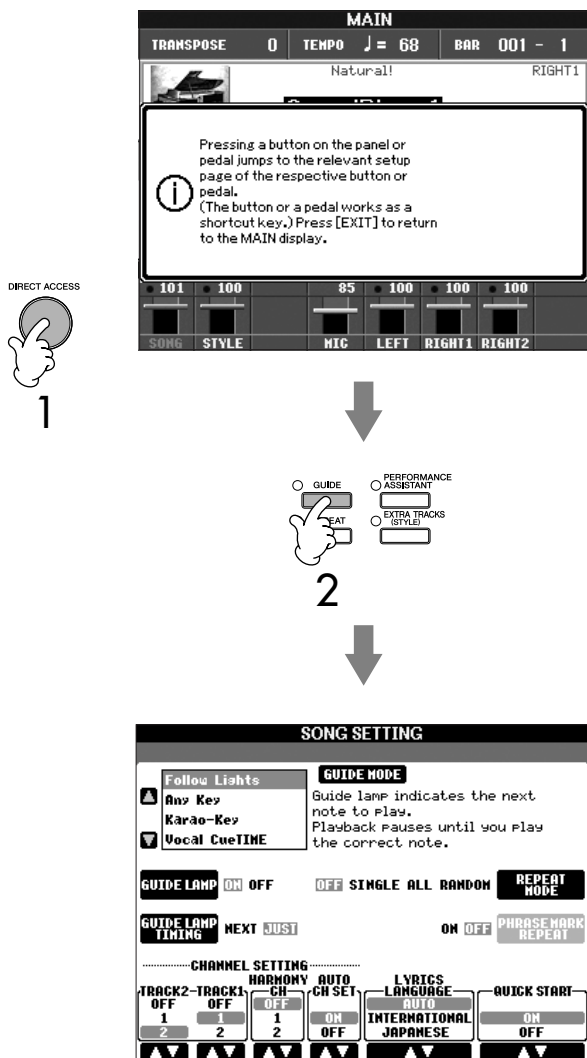 MAIN
TRANSPOSE 0 TEMPO ♩= 68 BAR 001 - 1
Natural! RIGHT1
Pressing a button on the panel or
pedal jumps to the relevant setup
page of the respective button or
pedal.
(The button or a pedal works as a
shortcut key.) Press [EXIT] to return
to the MAIN display.
DIRECT ACCESS
1
101 100 85 100 100 100
SONG STYLE MIC LEFT RIGHT1 RIGHT2
GUIDE
PERFORMANCE
ASSISTANT
EXTRA TRACKS
(STYLE)
2
SONG SETTING
Follow Lights
Any Key
Karao-Key
Vocal CueTIME
GUIDE MODE
Guide lamp indicates the next
note to play.
Playback pauses until you play
the correct note.
GUIDE LAMP ON OFF
OFF SINGLE ALL RANDOM REPEAT
MODE
GUIDE LAMP
TIMING NEXT JUST
ON OFF PHRASE MARK
REPEAT
CHANNEL SETTING
TRACK2 TRACK1 HARMONY
CH AUTO
CH SET LYRICS
LANGUAGE QUICK START
OFF OFF OFF AUTO
1 1 1 ON INTERNATIONAL ON
2 2 2 OFF JAPANESE OFF